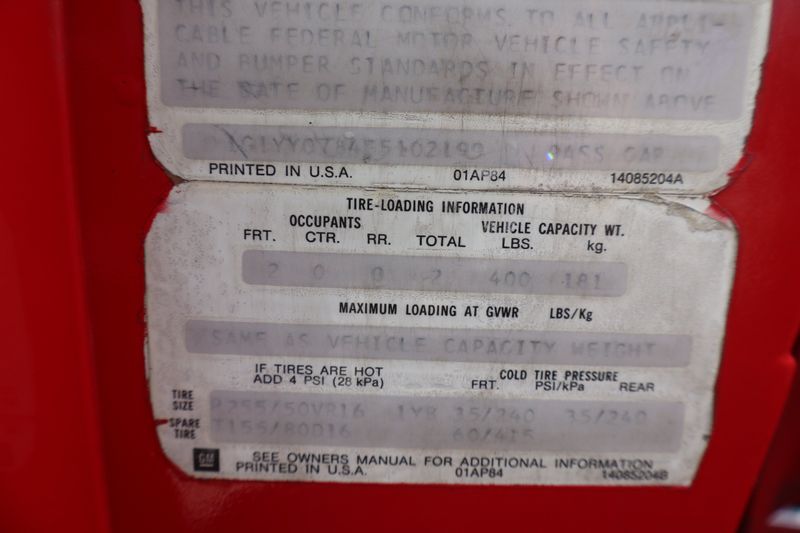 THIS VEHICLE CONFORMS TO ALL APPLI-
CABLE FEDERAL MOTOR VEHICLE SAFETY
AND BUMPER STANDARDS IN EFFECT ON
THE DATE OF MANUFACTURE SHOWN ABOVE
PASS CAR
PRINTED IN U.S.A. 01AP84 14085204A
TIRE-LOADING INFORMATION
OCCUPANTS VEHICLE CAPACITY WT.
FRT. CTR. RR. TOTAL LBS. kg.
2 0 0 2 400 181
MAXIMUM LOADING AT GVWR LBS/Kg
SAME AS VEHICLE CAPACITY WEIGHT
IF TIRES ARE HOT COLD TIRE PRESSURE
ADD 4 PSI (28 kPa) FRT. PSI/kPa REAR
TIRE
SIZE P255/50VR16 35/240 35/240
SPARE
TIRE T155/80D16 60/415
GM SEE OWNERS MANUAL FOR ADDITIONAL INFORMATION
PRINTED IN U.S.A. 01AP84 14085204B